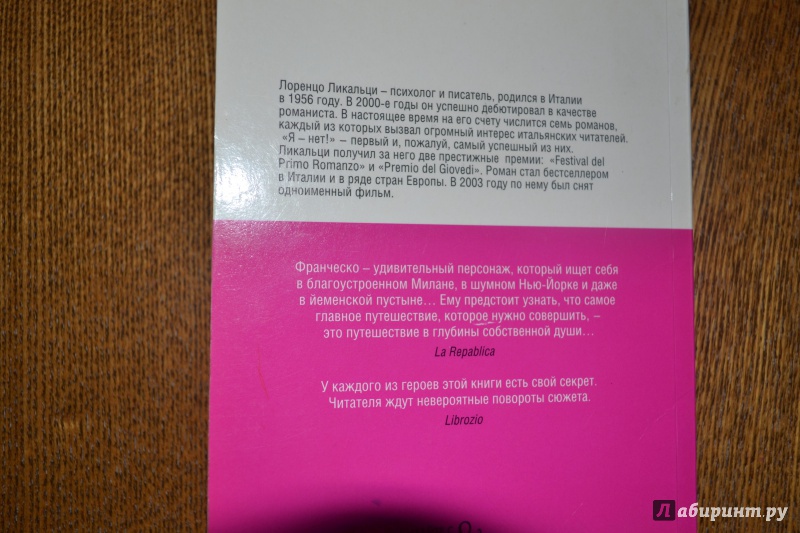 Лоренцо Ликальци – психолог и писатель, родился в Италии
в 1956 году. В 2000-е годы он успешно дебютировал в качестве
романиста. В настоящее время на его счету числится семь романов,
каждый из которых вызвал огромный интерес итальянских читателей.
«Я – нет!» – первый и, пожалуй, самый успешный из них.
Ликальци получил за него две престижные премии: «Festival del
Primo Romanzo» и «Premio del Giovedi». Роман стал бестселлером
в Италии и в ряде стран Европы. В 2003 году по нему был снят
одноименный фильм.
Франческо – удивительный персонаж, который ищет себя
в благоустроенном Милане, в шумном Нью-Йорке и даже
в йеменской пустыне... Ему предстоит узнать, что самое
главное путешествие, которое нужно совершить, –
это путешествие в глубины собственной души...
La Repablica
У каждого из героев этой книги есть свой секрет.
Читателя ждут невероятные повороты сюжета.
Librozio
Лабиринт.ру